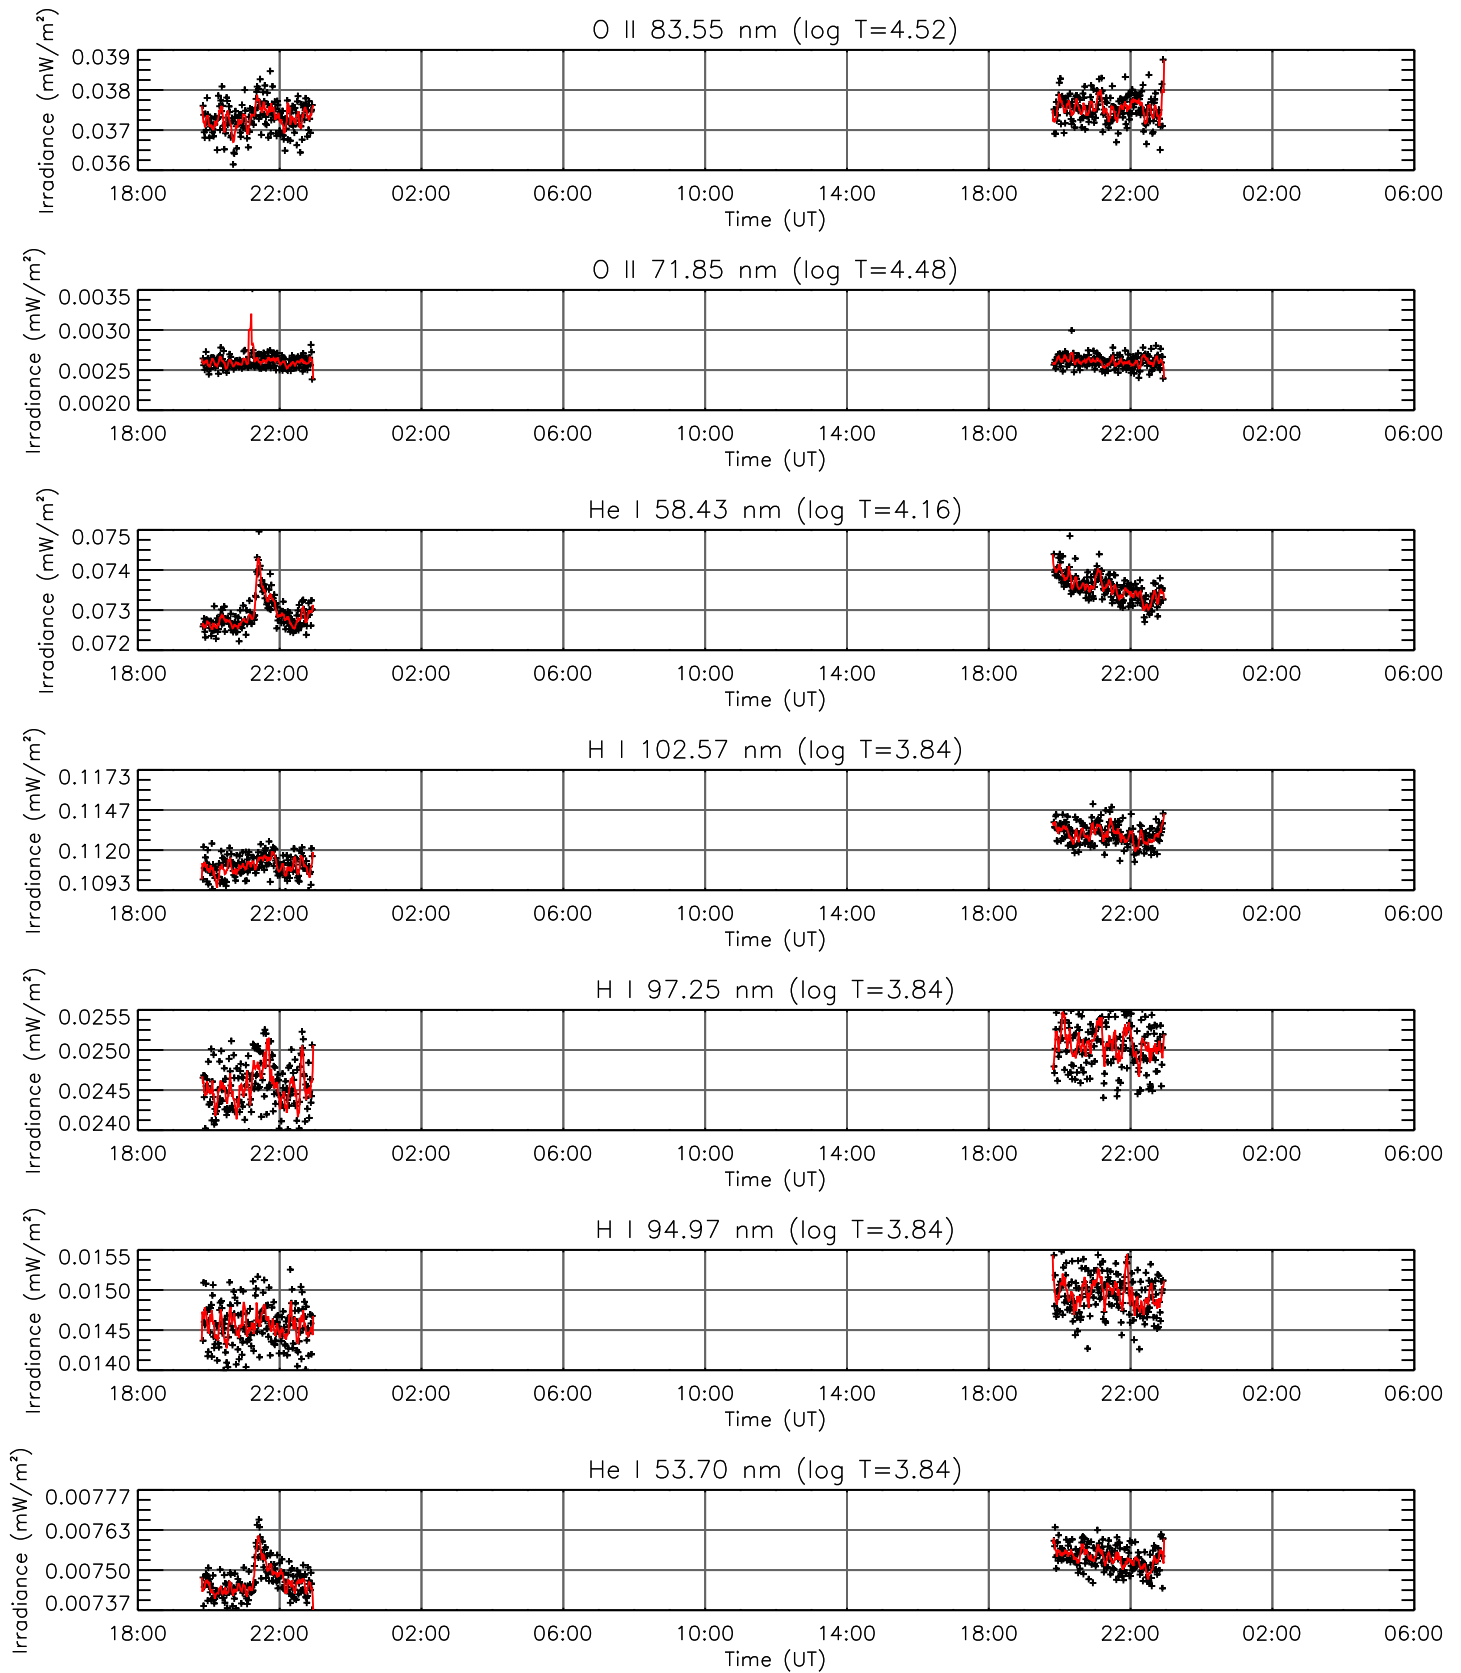 O II 83.55 nm (log T=4.52)
Irradiance (mW/m²)
0.039
0.038
0.037
0.036
18:00 22:00 02:00 06:00 10:00 14:00 18:00 22:00 02:00 06:00
Time (UT)
O II 71.85 nm (log T=4.48)
Irradiance (mW/m²)
0.0035
0.0030
0.0025
0.0020
18:00 22:00 02:00 06:00 10:00 14:00 18:00 22:00 02:00 06:00
Time (UT)
He I 58.43 nm (log T=4.16)
Irradiance (mW/m²)
0.075
0.074
0.073
0.072
18:00 22:00 02:00 06:00 10:00 14:00 18:00 22:00 02:00 06:00
Time (UT)
H I 102.57 nm (log T=3.84)
Irradiance (mW/m²)
0.1173
0.1147
0.1120
0.1093
18:00 22:00 02:00 06:00 10:00 14:00 18:00 22:00 02:00 06:00
Time (UT)
H I 97.25 nm (log T=3.84)
Irradiance (mW/m²)
0.0255
0.0250
0.0245
0.0240
18:00 22:00 02:00 06:00 10:00 14:00 18:00 22:00 02:00 06:00
Time (UT)
H I 94.97 nm (log T=3.84)
Irradiance (mW/m²)
0.0155
0.0150
0.0145
0.0140
18:00 22:00 02:00 06:00 10:00 14:00 18:00 22:00 02:00 06:00
Time (UT)
He I 53.70 nm (log T=3.84)
Irradiance (mW/m²)
0.00777
0.00763
0.00750
0.00737
18:00 22:00 02:00 06:00 10:00 14:00 18:00 22:00 02:00 06:00
Time (UT)